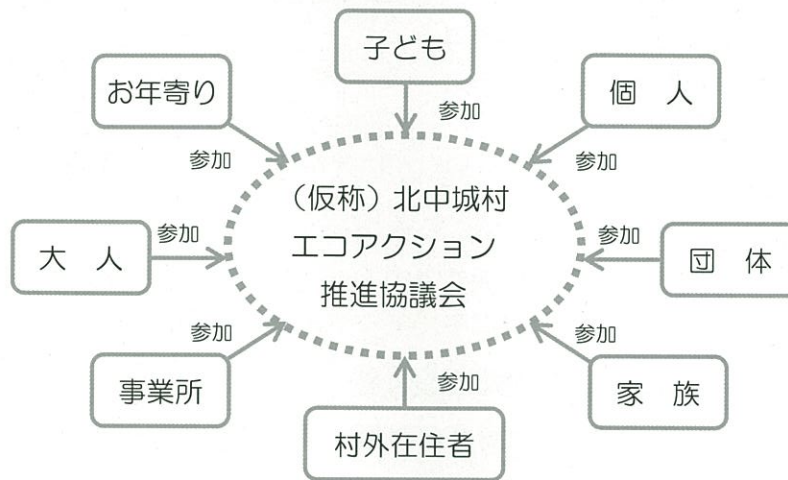 子ども
お年寄り
個　人
参加
参加
参加
（仮称）北中城村
エコアクション
推進協議会
大　人
参加
参加
団　体
事業所
参加
参加
家　族
参加
村外在住者